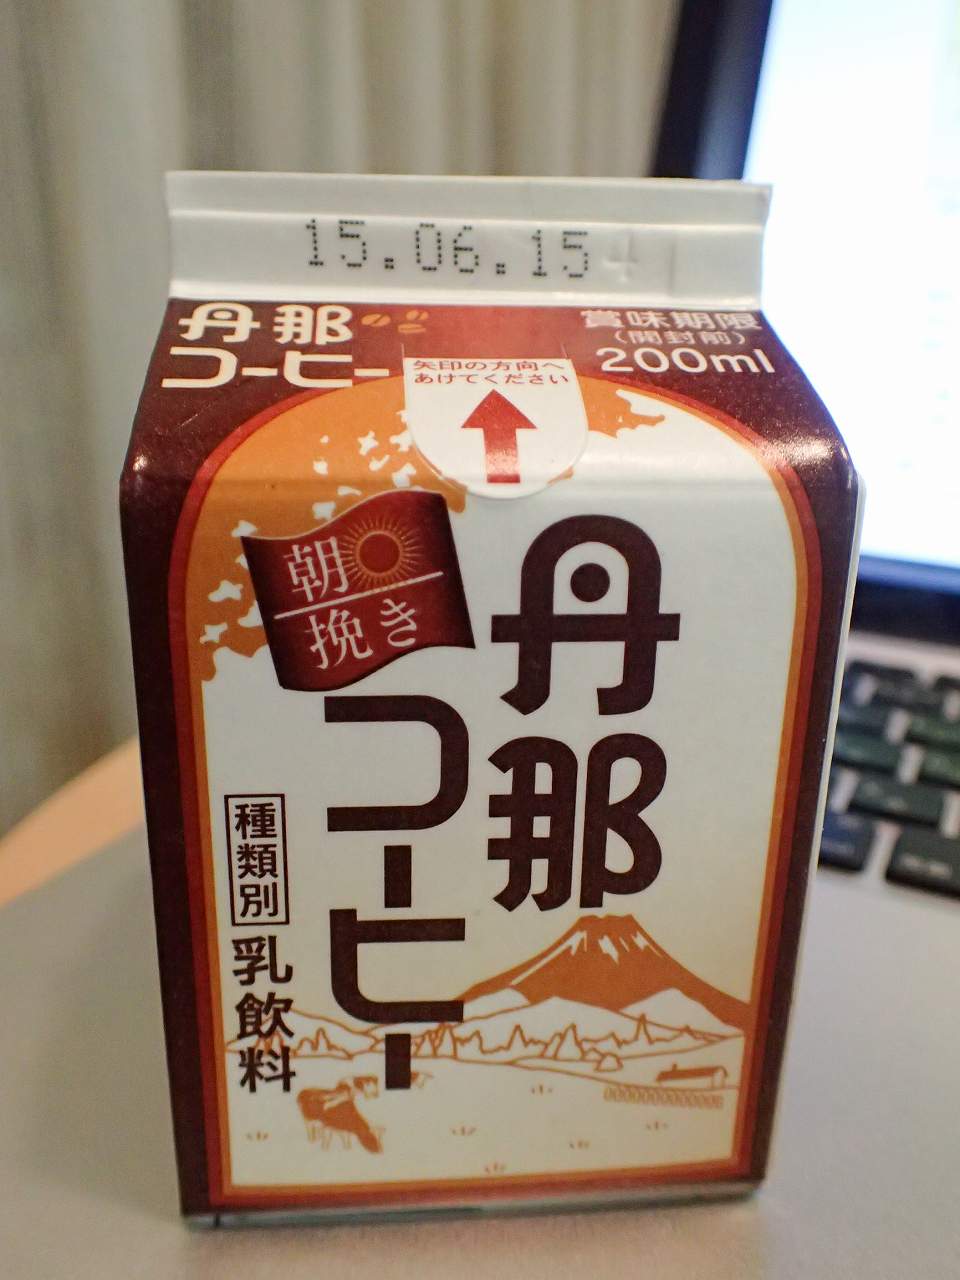 15.06.15
丹那
コーヒー
賞味期限
(開封前)
200ml
矢印の方向へ
あけてください
朝
挽き
丹那
コーヒー
種類別
乳飲料